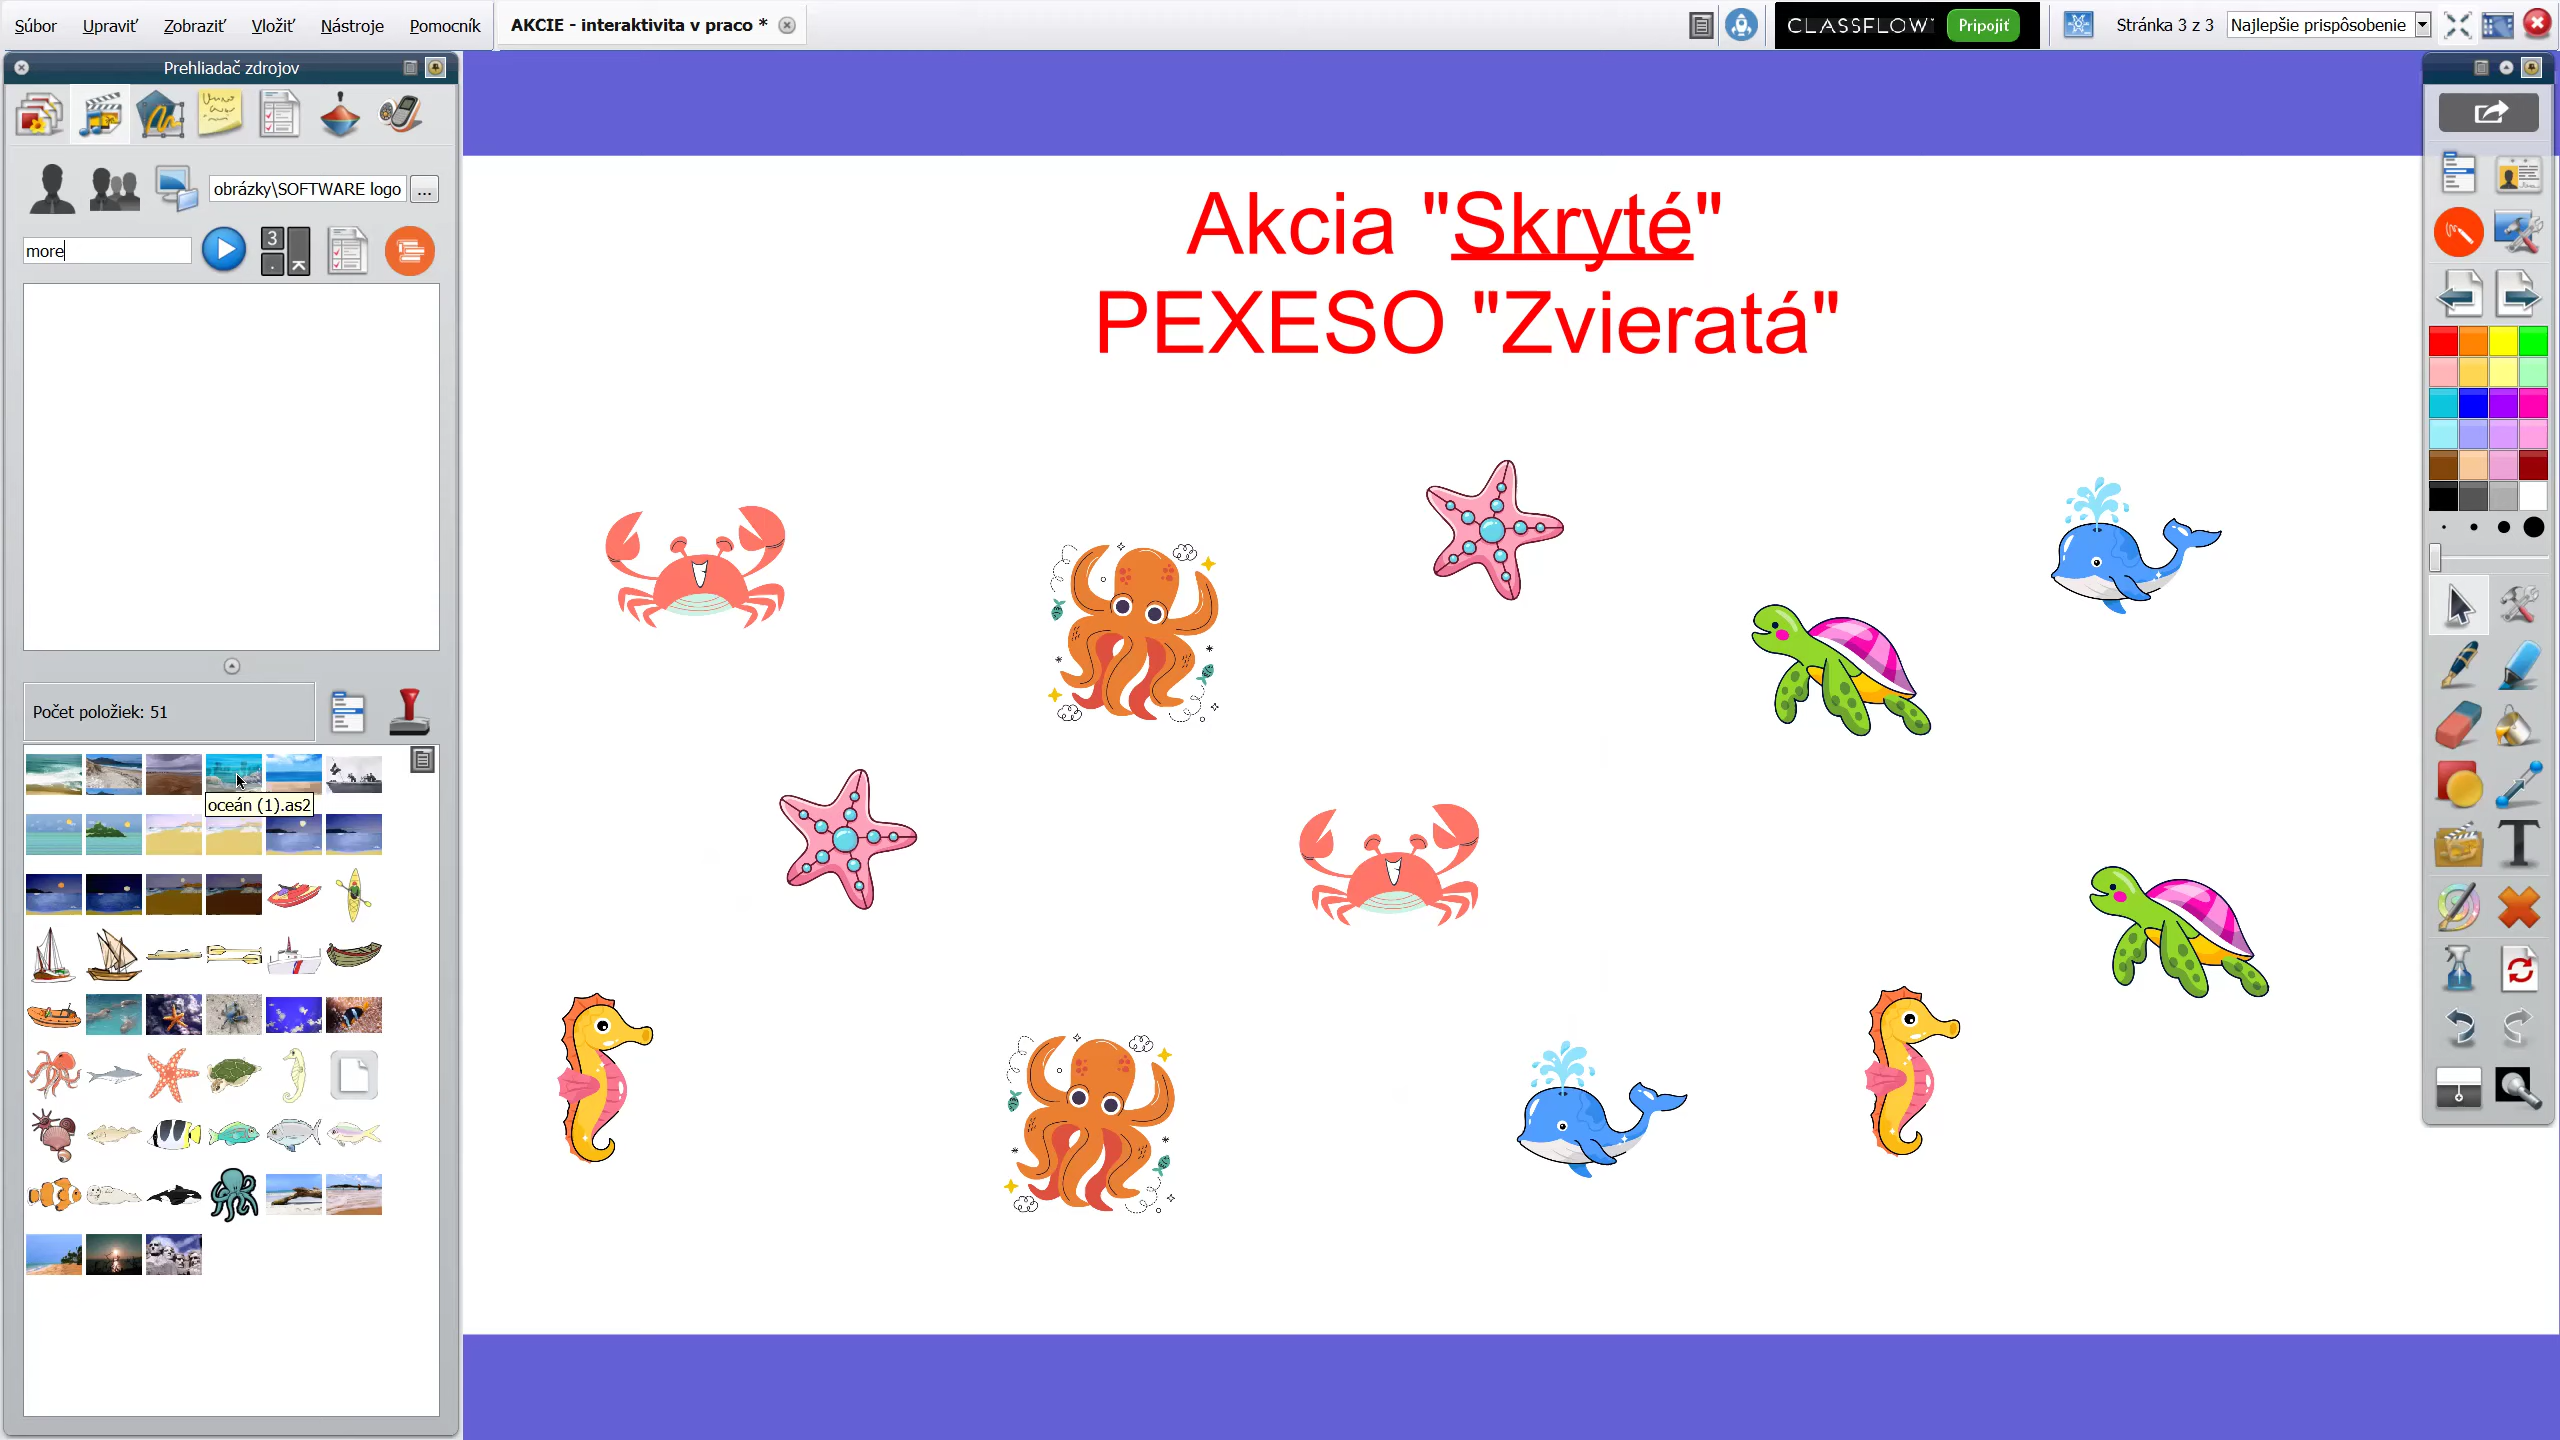 Súbor Upraviť Zobraziť Vložiť Nástroje Pomocník
AKCIE - interaktivita v praco *
CLASSFLOW
Pripojiť
Stránka 3 z 3
Najlepšie prispôsobenie
Prehliadač zdrojov
obrázky\SOFTWARE logo
...
more
3
Počet položiek: 51
oceán (1).as2
Akcia "Skryté"
PEXESO "Zvieratá"
T